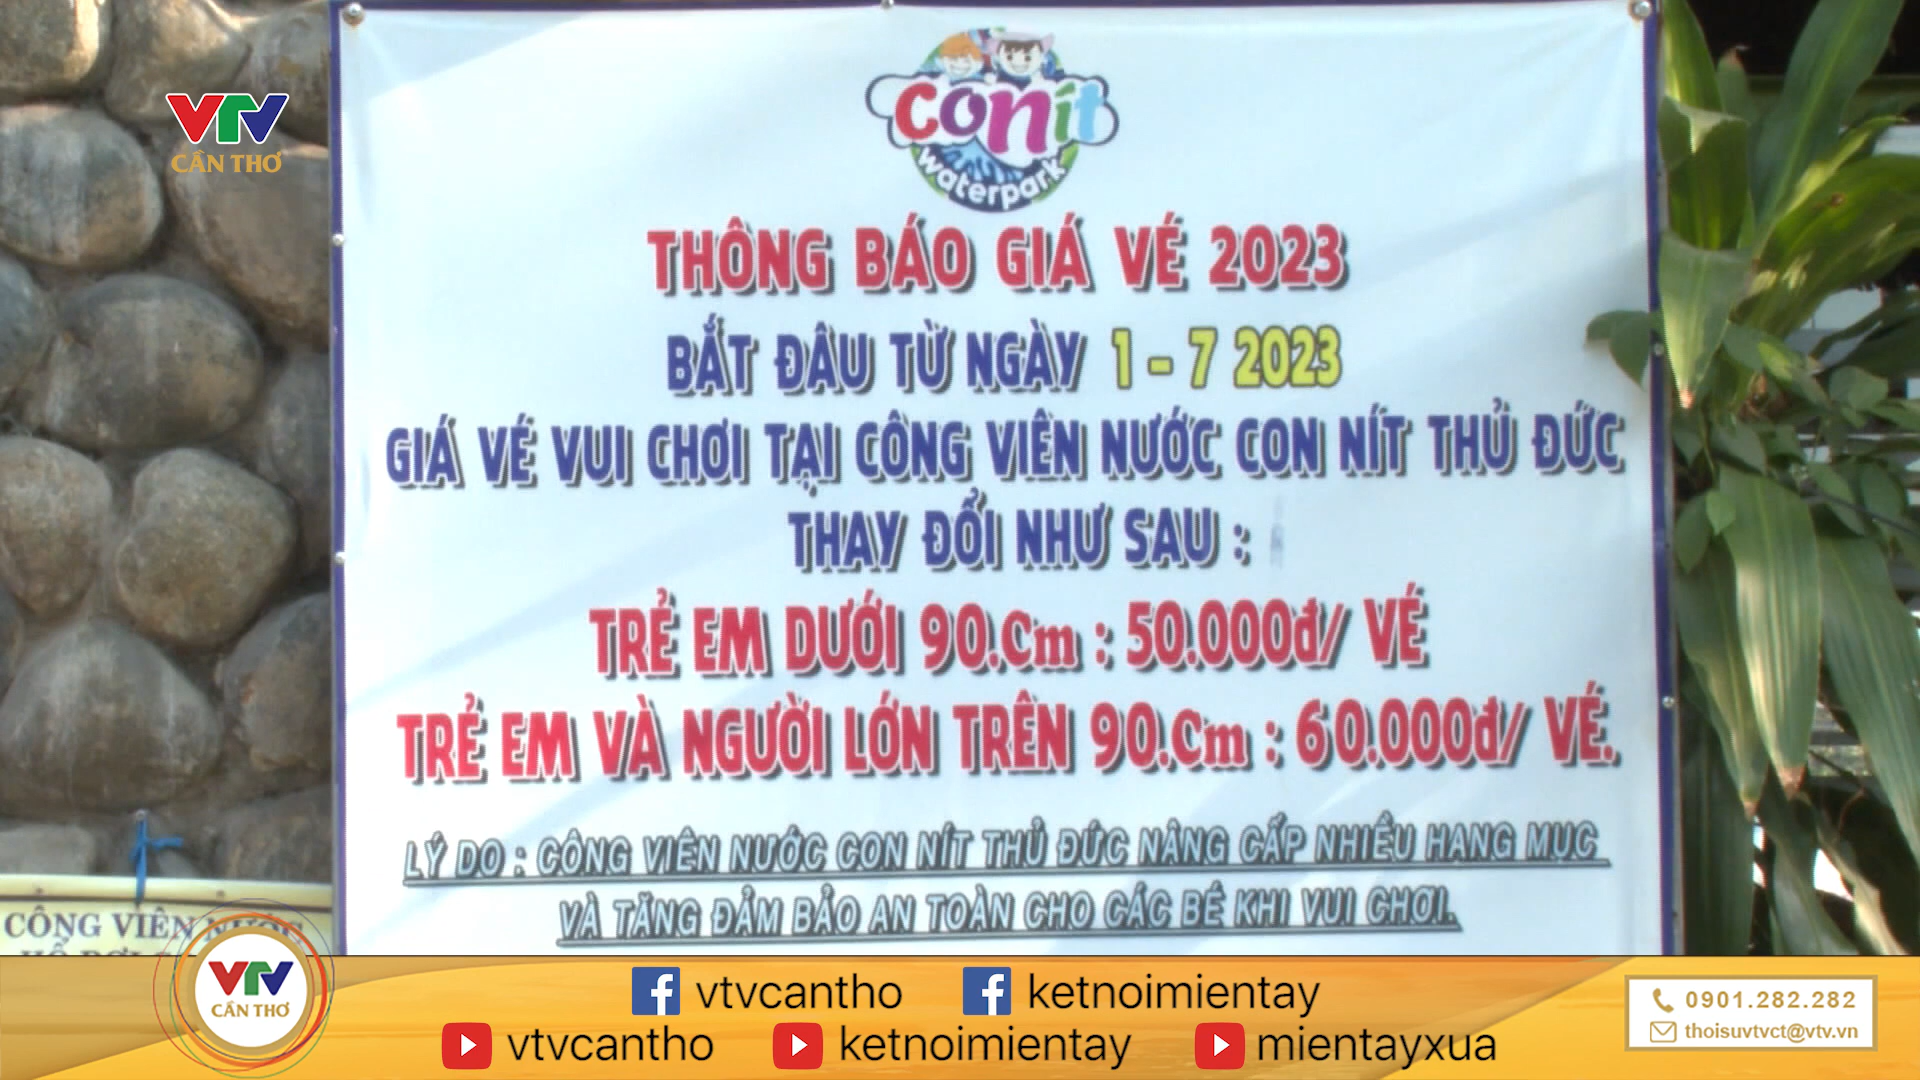 VTV
CẦN THƠ
conít
waterpark
THÔNG BÁO GIÁ VÉ 2023
BẮT ĐÂU TỪ NGÀY 1 - 7 2023
GIÁ VÉ VUI CHƠI TẠI CÔNG VIÊN NƯỚC CON NÍT THỦ ĐỨC
THAY ĐỔI NHƯ SAU :
TRẺ EM DƯỚI 90.Cm : 50.000đ/ VÉ
TRẺ EM VÀ NGƯỜI LỚN TRÊN 90.Cm : 60.000đ/ VÉ.
LÝ DO : CÔNG VIÊN NƯỚC CON NÍT THỦ ĐỨC NÂNG CẤP NHIỀU HẠNG MỤC
VÀ TĂNG ĐẢM BẢO AN TOÀN CHO CÁC BÉ KHI VUI CHƠI.
CÔNG VIÊN NƯỚC
VTV
CẦN THƠ
vtvcantho ketnoimientay
vtvcantho ketnoimientay mientayxua
0901.282.282
thoisuvtvct@vtv.vn